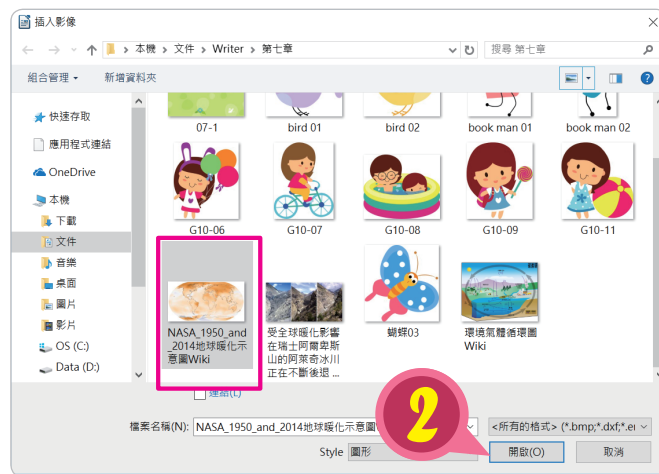 插入影像
本機 › 文件 › Writer › 第七章
搜尋 第七章
組合管理 新增資料夾
快速存取
應用程式連結
OneDrive
本機
下載
文件
音樂
桌面
圖片
影片
OS (C:)
Data (D:)
07-1
bird 01
bird 02
book man 01
book man 02
G10-06
G10-07
G10-08
G10-09
G10-11
NASA_1950_and
_2014地球暖化示
意圖Wiki
受全球暖化影響
在瑞士阿爾卑斯
山的阿萊奇冰川
正在不斷後退 ...
蝴蝶03
環境氣體循環圖
Wiki
連結(L)
檔案名稱(N): NASA_1950_and_2014地球暖化示意圖
<所有的格式> (*.bmp;*.dxf;*.e
Style 圖形
2
開啟(O)
取消